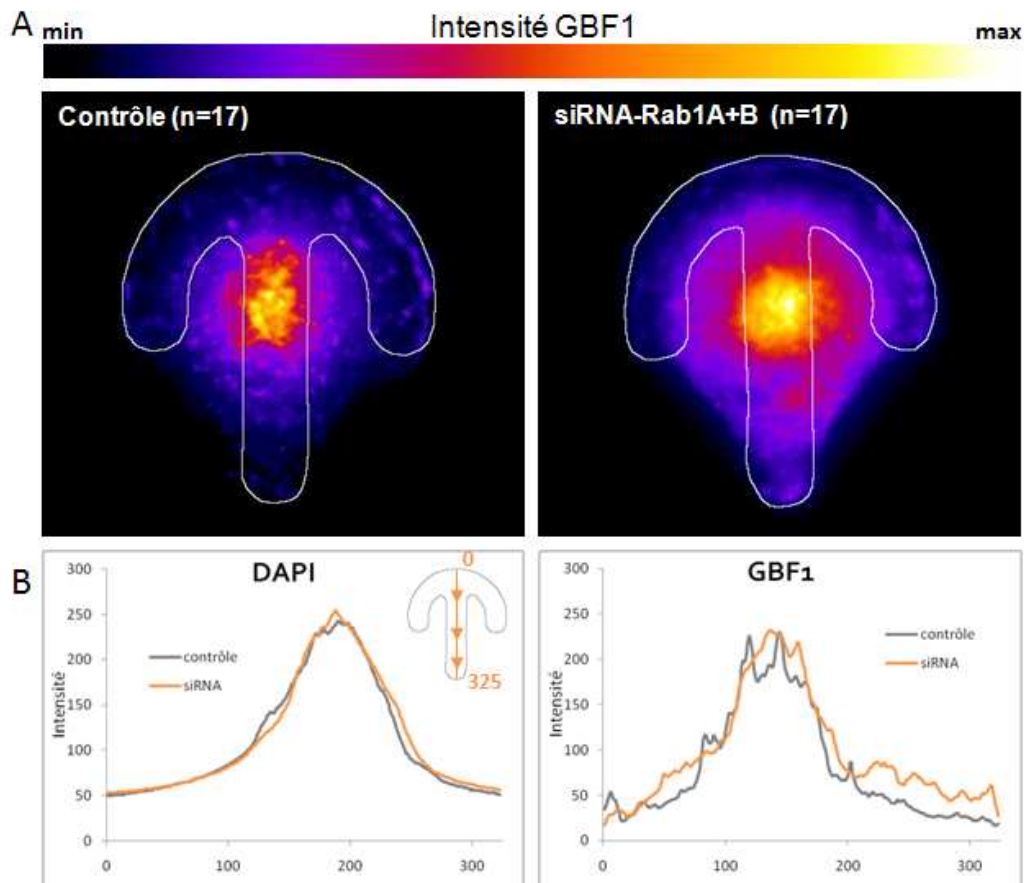 A
min Intensité GBF1 max
Contrôle (n=17)
siRNA-Rab1A+B (n=17)
B
DAPI
Intensité
300
250
200
150
100
50
0
0 100 200 300
contrôle
siRNA
0
325
GBF1
Intensité
300
250
200
150
100
50
0
0 100 200 300
contrôle
siRNA